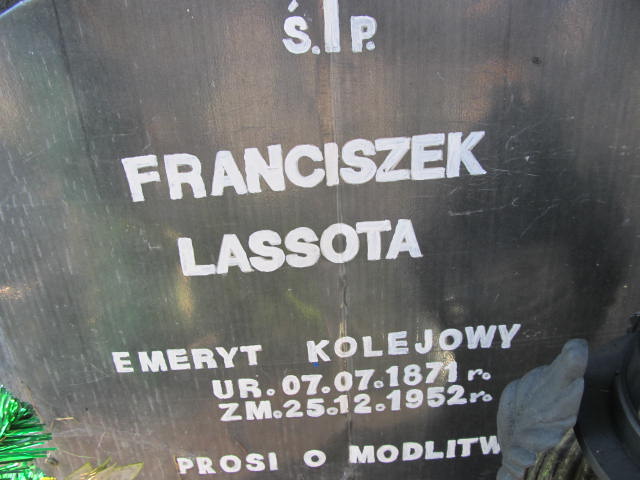 Ś.P.
FRANCISZEK
LASSOTA
EMERYT KOLEJOWY
UR.07.07.1871 r.
ZM.25.12.1952 r.
PROSI O MODLITW